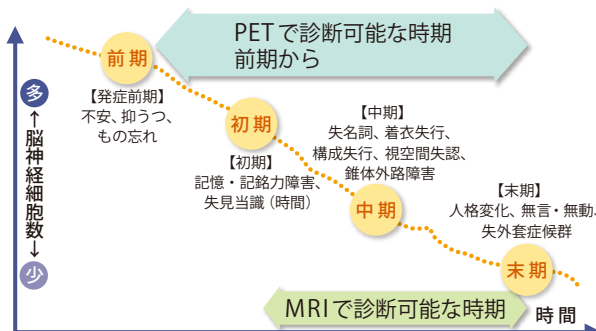 PETで診断可能な時期
前期から
前期
【発症前期】
不安、抑うつ、
もの忘れ
多
←脳神経細胞数→
少
初期
【初期】
記憶・記銘力障害、
失見当識（時間）
【中期】
失名詞、着衣失行、
構成失行、視空間失認、
錐体外路障害
中期
【末期】
人格変化、無言・無動、
失外套症候群
末期
MRIで診断可能な時期
時間